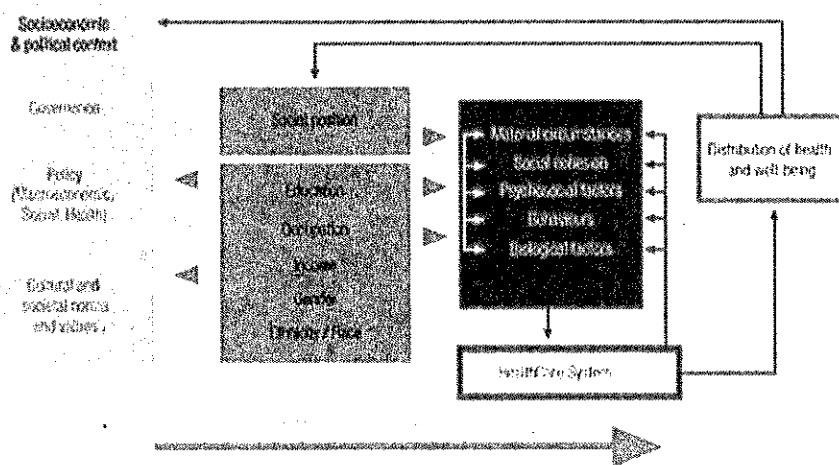 Socioeconomic
& political context
Governance
Policy
(Macroeconomic,
Social, Health)
Cultural and
societal norms
and values
Social position
Education
Occupation
Income
Gender
Ethnicity / Race
Material circumstances
Social cohesion
Psychosocial factors
Behaviours
Biological factors
Distribution of health
and well-being
HealthCare System